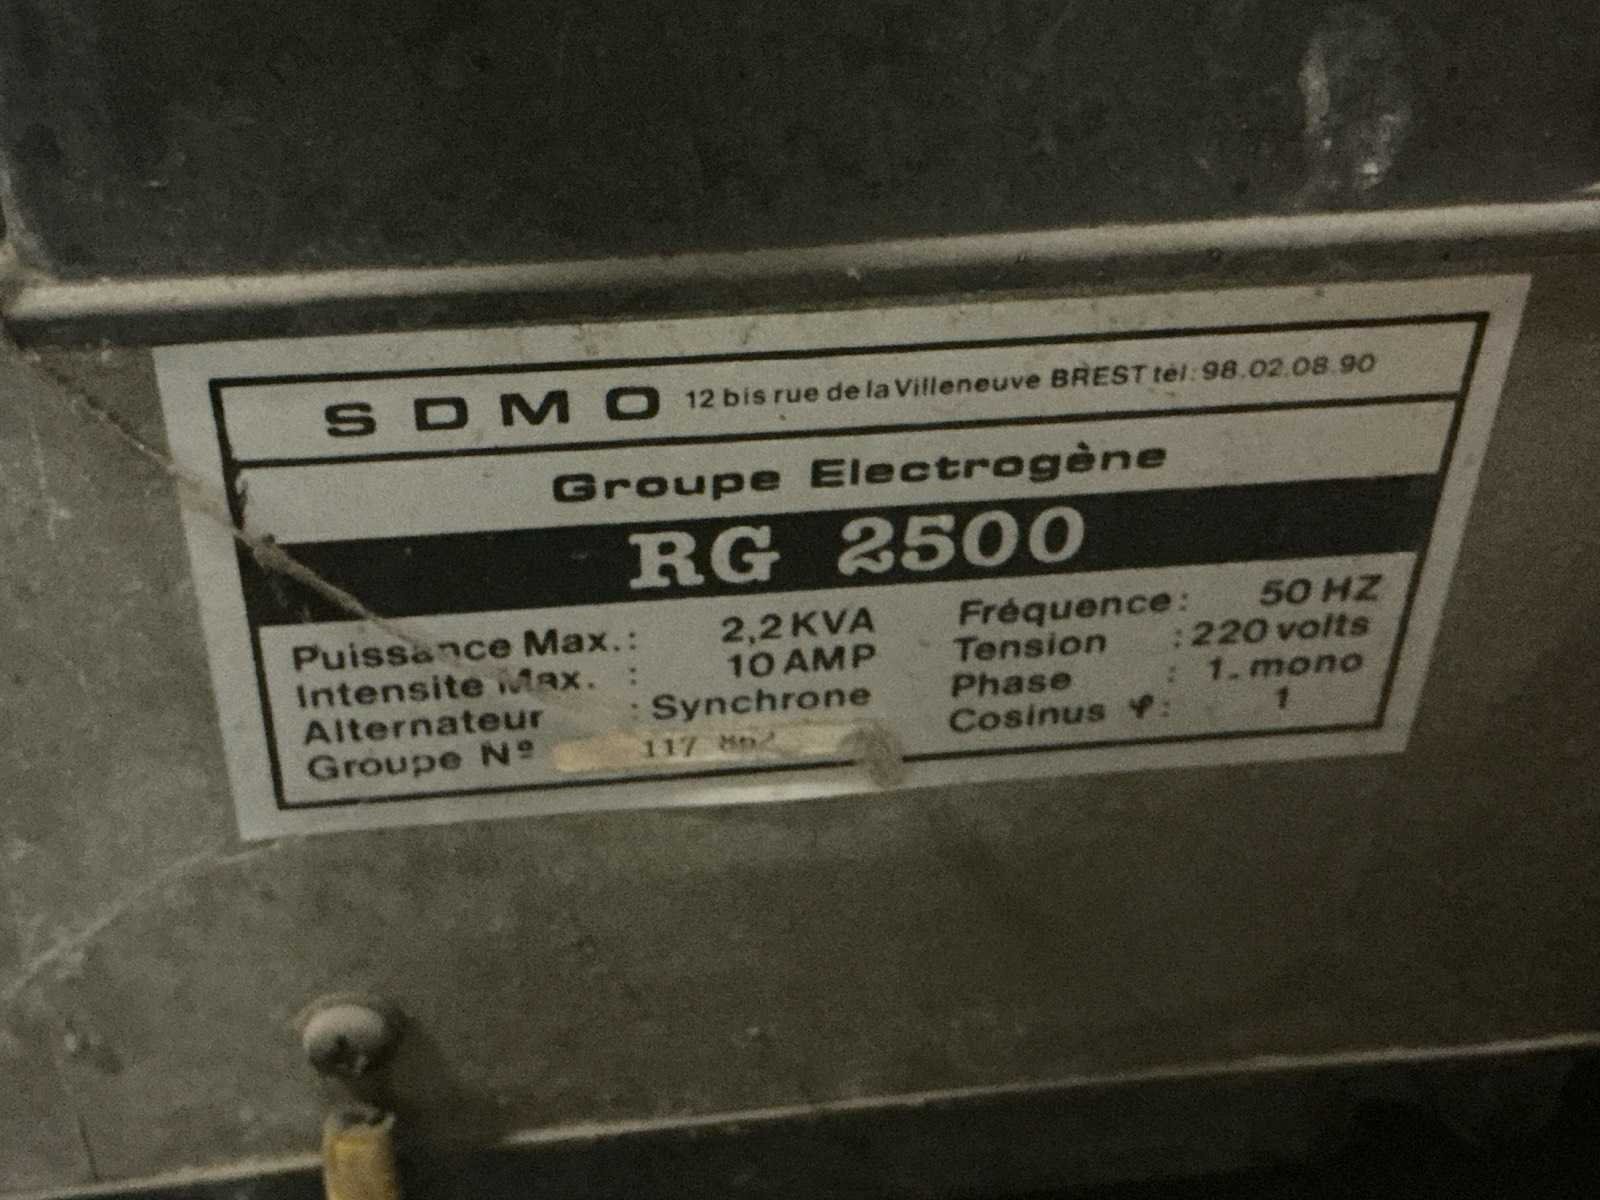 SDMO 12 bis rue de la Villeneuve BREST tél: 98.02.08.90
Groupe Electrogène
RG 2500
Puissance Max. : 2,2 KVA Fréquence : 50 HZ
Intensite Max. : 10 AMP Tension : 220 volts
Alternateur : Synchrone Phase : 1. mono
Groupe Nº 117 Cosinus φ : 1